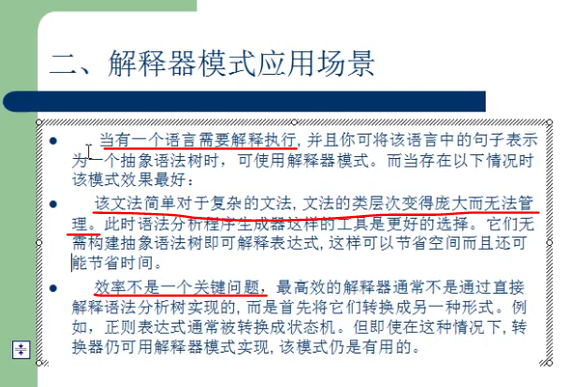 二、解释器模式应用场景
当有一个语言需要解释执行, 并且你可将该语言中的句子表示
为一个抽象语法树时，可使用解释器模式。而当存在以下情况时
该模式效果最好：
该文法简单对于复杂的文法, 文法的类层次变得庞大而无法管
理。此时语法分析程序生成器这样的工具是更好的选择。它们无
需构建抽象语法树即可解释表达式, 这样可以节省空间而且还可
能节省时间。
效率不是一个关键问题，最高效的解释器通常不是通过直接
解释语法分析树实现的, 而是首先将它们转换成另一种形式。例
如，正则表达式通常被转换成状态机。但即使在这种情况下, 转
换器仍可用解释器模式实现, 该模式仍是有用的。